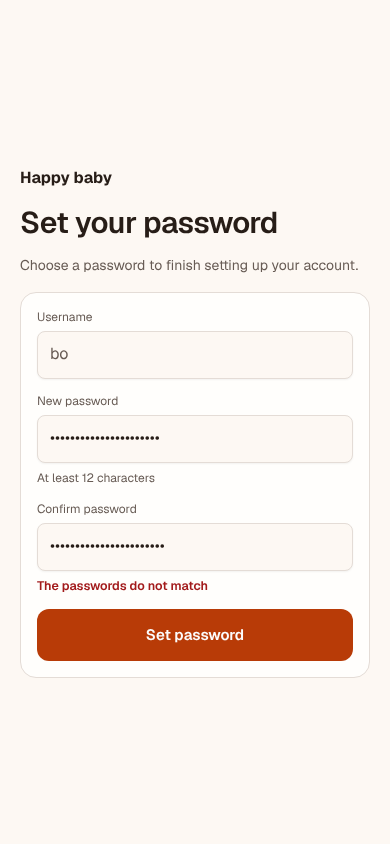 Happy baby
Set your password
Choose a password to finish setting up your account.
Username
bo
New password
••••••••••••••••••••••
At least 12 characters
Confirm password
•••••••••••••••••••••••
The passwords do not match
Set password